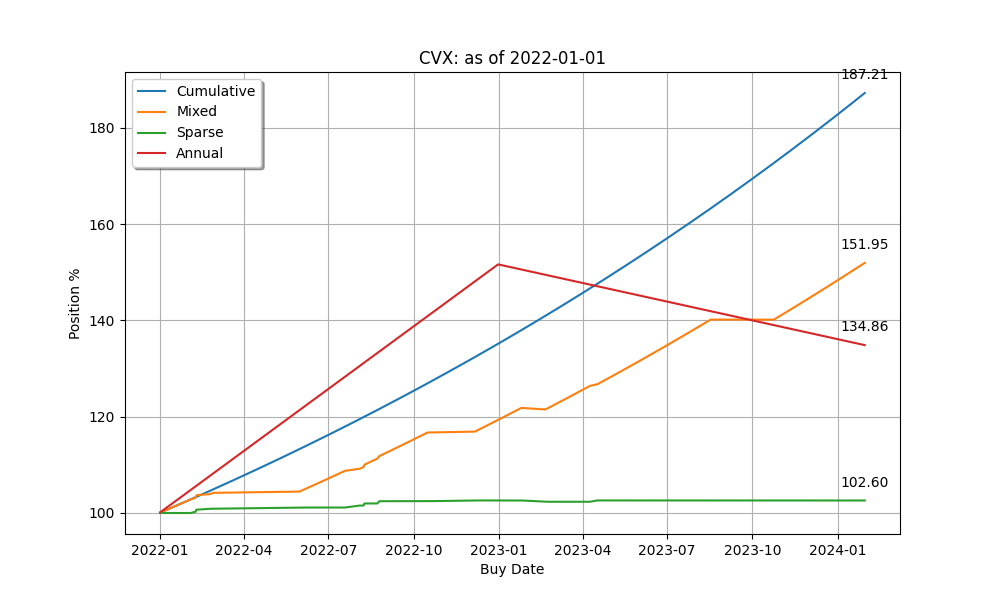 CVX: as of 2022-01-01
187.21
Cumulative
Mixed
Sparse
Annual
180
160
151.95
140
134.86
120
102.60
100
Position %
2022-01 2022-04 2022-07 2022-10 2023-01 2023-04 2023-07 2023-10 2024-01
Buy Date